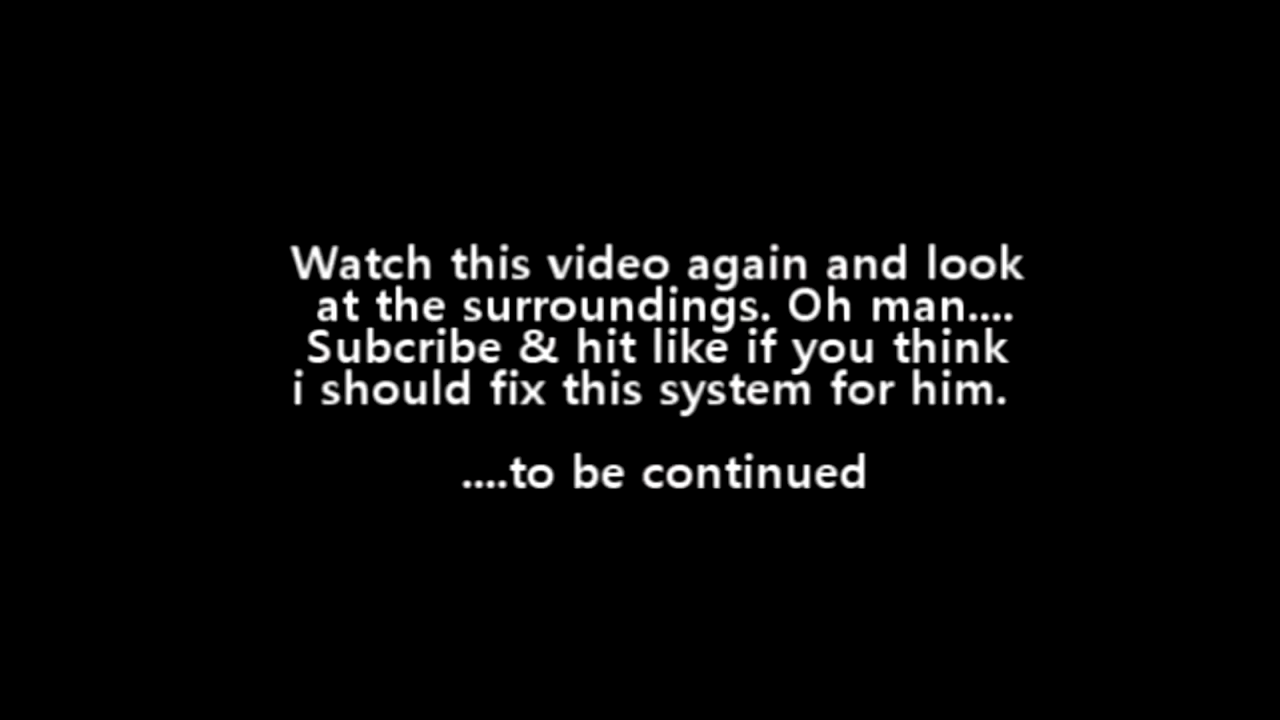 Watch this video again and look
at the surroundings. Oh man....
Subcribe & hit like if you think
i should fix this system for him.
....to be continued